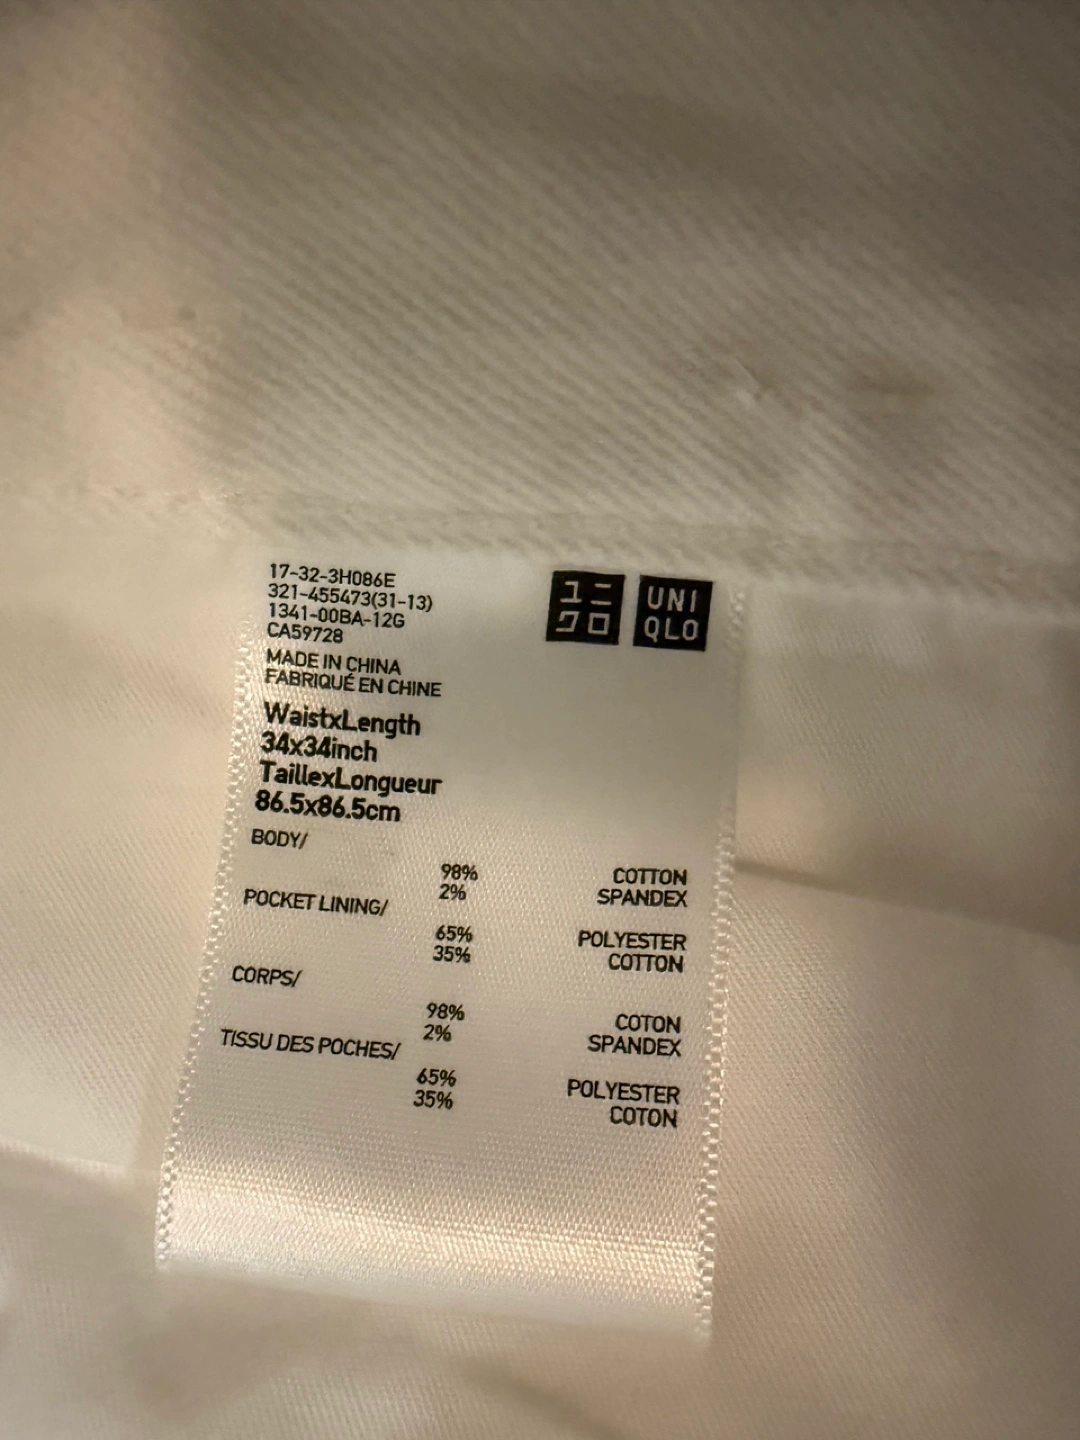 17-32-3H086E
321-455473(31-13)
1341-00BA-12G
CA59728
ユニ
クロ
UNI
QLO
MADE IN CHINA
FABRIQUÉ EN CHINE
WaistxLength
34x34inch
TaillexLongueur
86.5x86.5cm
BODY/
98% COTTON
2% SPANDEX
POCKET LINING/
65% POLYESTER
35% COTTON
CORPS/
98% COTON
2% SPANDEX
TISSU DES POCHES/
65% POLYESTER
35% COTON